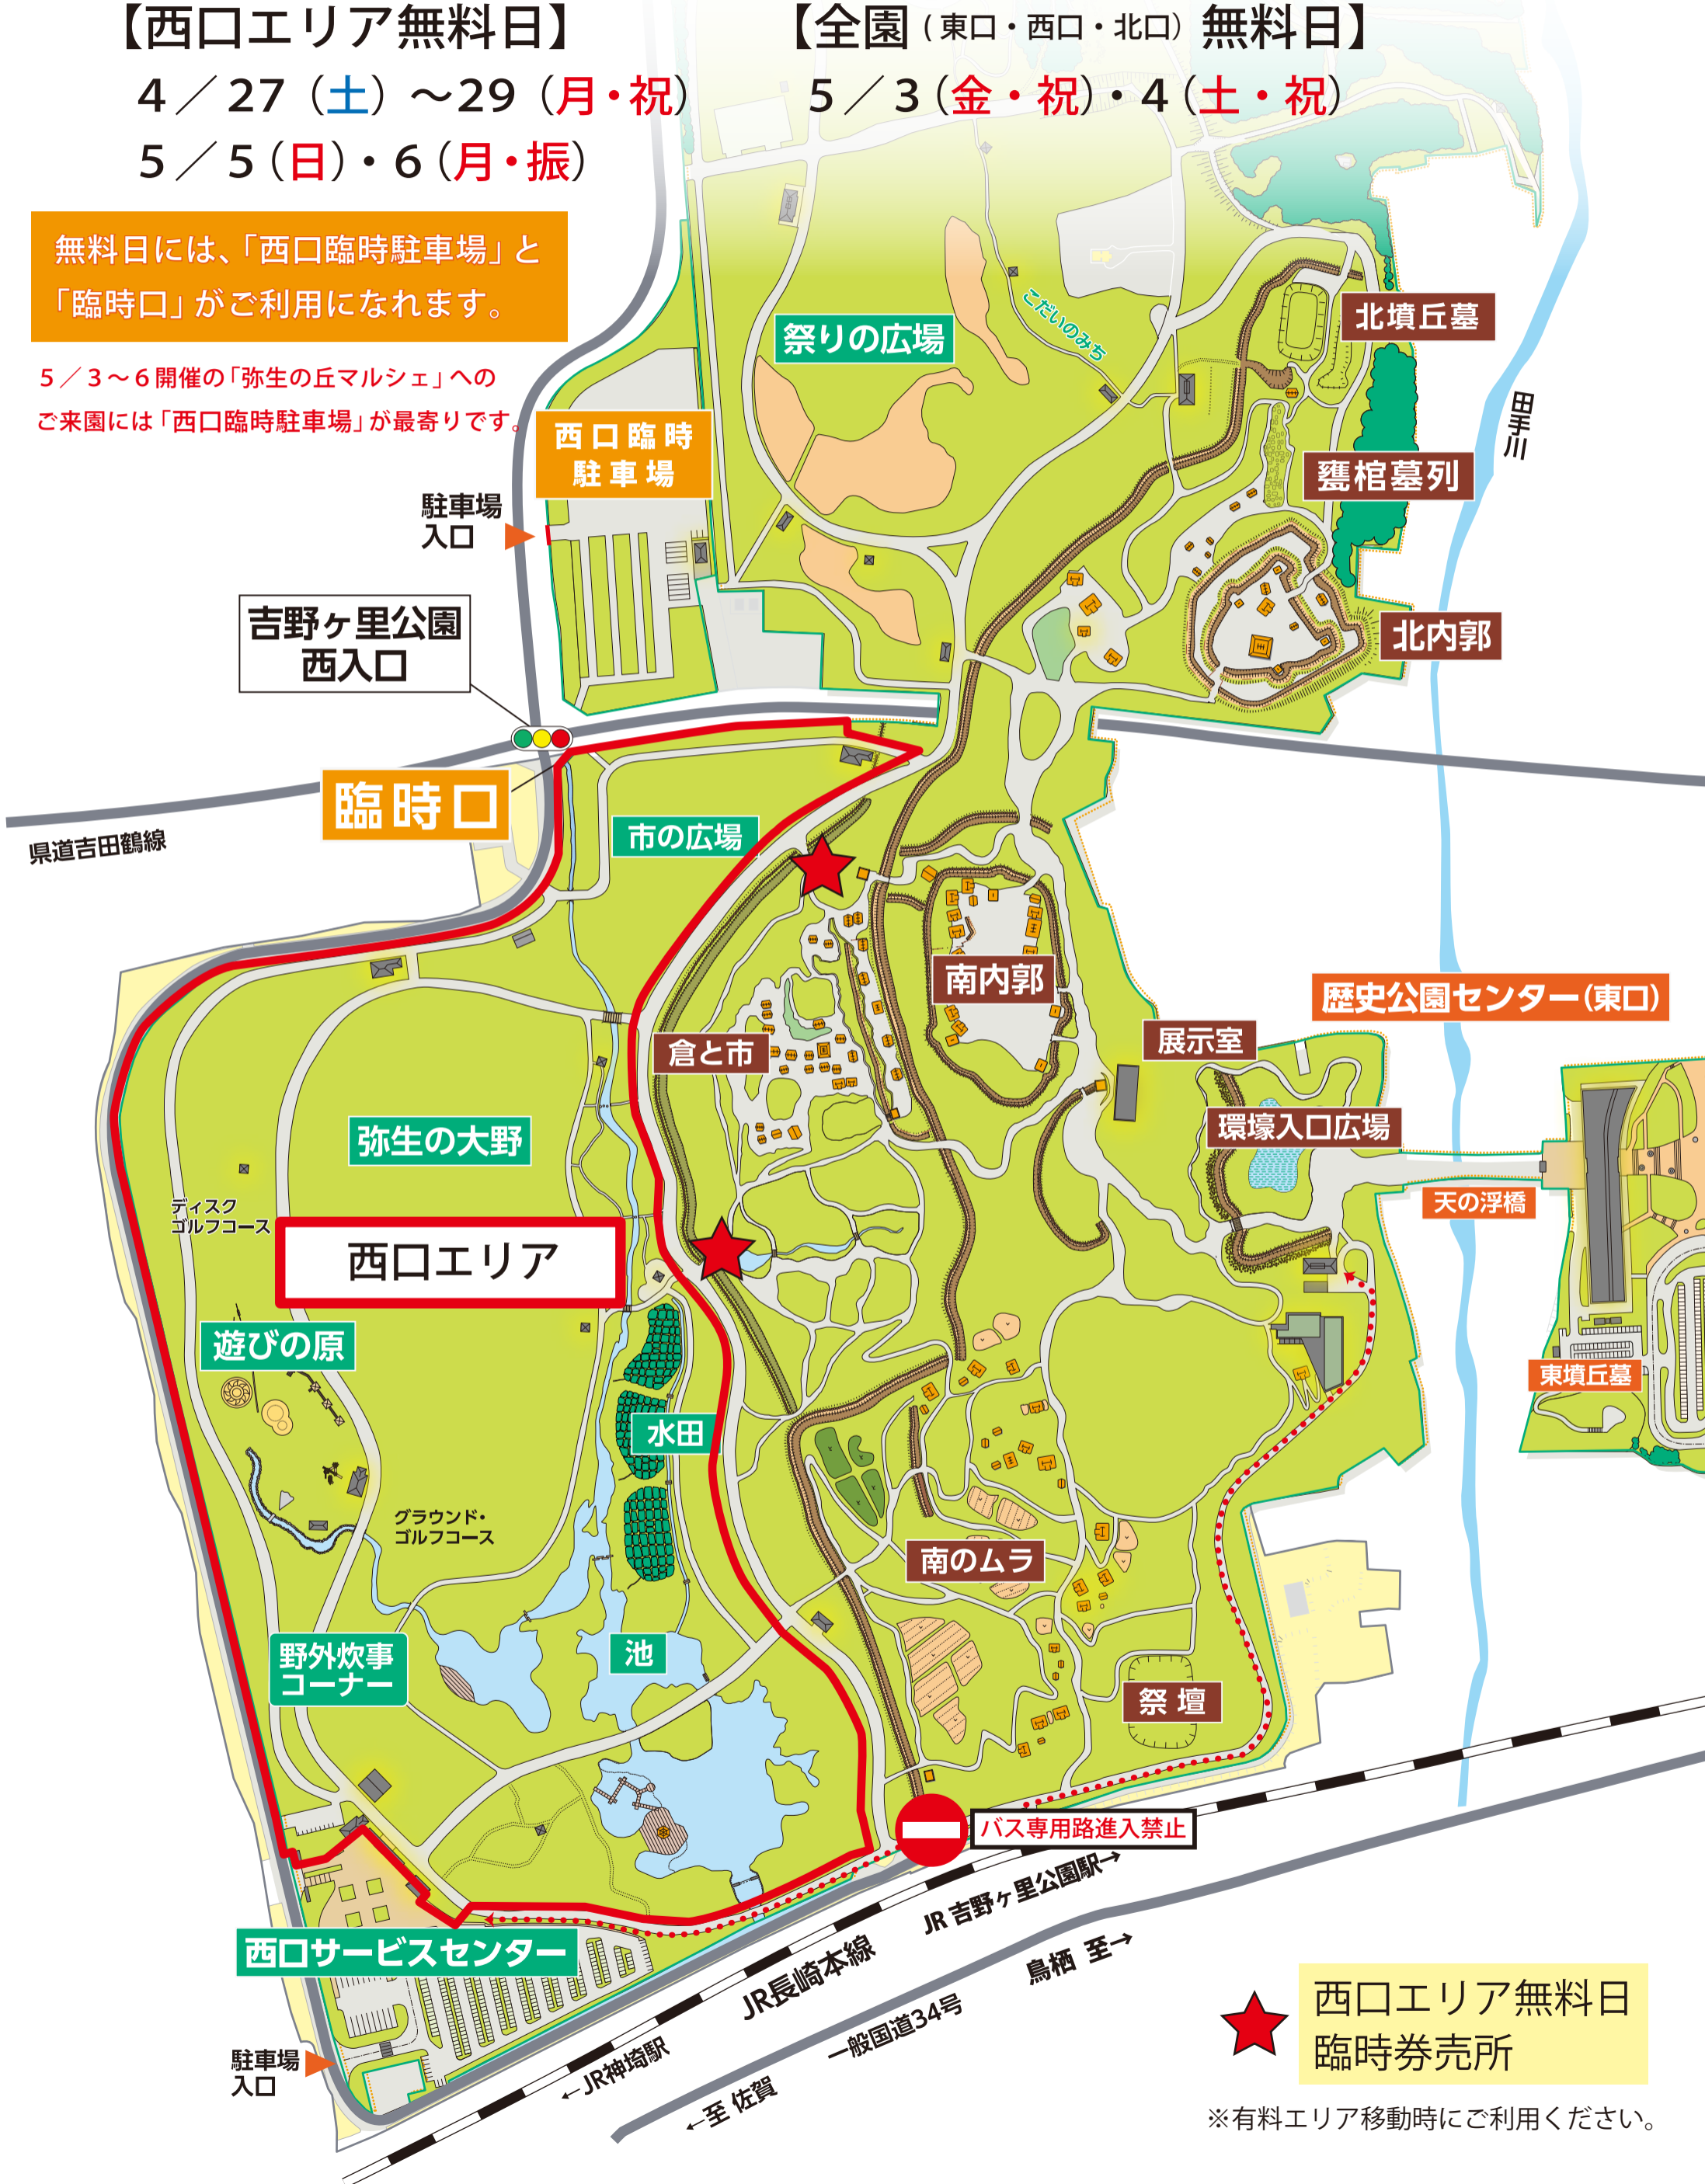 【西口エリア無料日】
4／27（土）～29（月・祝）
5／5（日）・6（月・振）
【全園（東口・西口・北口）無料日】
5／3（金・祝）・4（土・祝）
無料日には、「西口臨時駐車場」と
「臨時口」がご利用になれます。
5／3～6開催の「弥生の丘マルシェ」への
ご来園には「西口臨時駐車場」が最寄りです。
祭りの広場
こだいのみち
北墳丘墓
田手川
西口臨時
駐車場
甕棺墓列
駐車場
入口
吉野ヶ里公園
西入口
北内郭
臨時口
県道吉田鶴線
市の広場
南内郭
歴史公園センター（東口）
倉と市
展示室
環壕入口広場
弥生の大野
天の浮橋
ディスク
ゴルフコース
西口エリア
遊びの原
東墳丘墓
水田
グラウンド・
ゴルフコース
南のムラ
野外炊事
コーナー
池
祭壇
バス専用路進入禁止
JR 吉野ヶ里公園駅→
西口サービスセンター
JR長崎本線
鳥栖 至→
一般国道34号
←JR神埼駅
←至 佐賀
駐車場
入口
西口エリア無料日
臨時券売所
※有料エリア移動時にご利用ください。